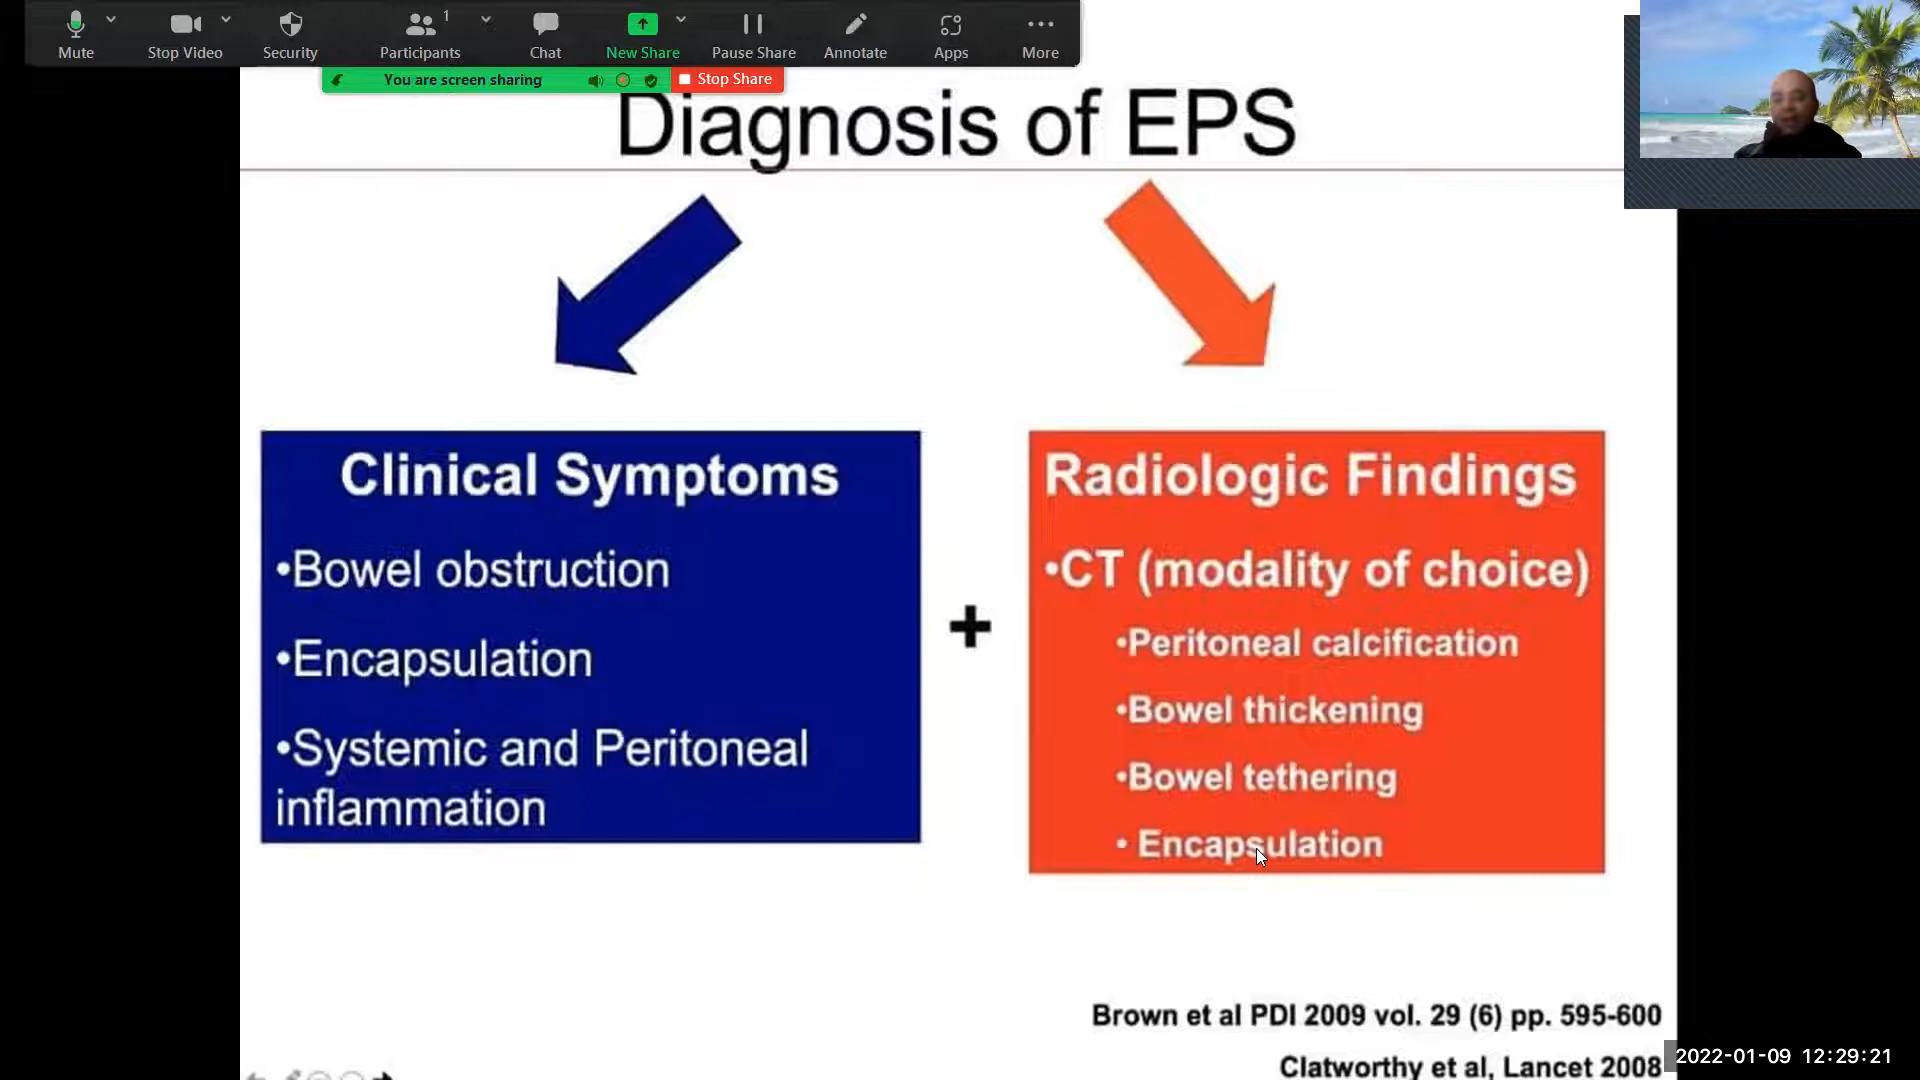 1
Mute
Stop Video
Security
Participants
Chat
New Share
Pause Share
Annotate
Apps
More
You are screen sharing
Stop Share
Diagnosis of EPS
Clinical Symptoms
•Bowel obstruction
•Encapsulation
•Systemic and Peritoneal
inflammation
+
Radiologic Findings
•CT (modality of choice)
•Peritoneal calcification
•Bowel thickening
•Bowel tethering
• Encapsulation
Brown et al PDI 2009 vol. 29 (6) pp. 595-600
Clatworthy et al, Lancet 2008
2022-01-09 12:29:21